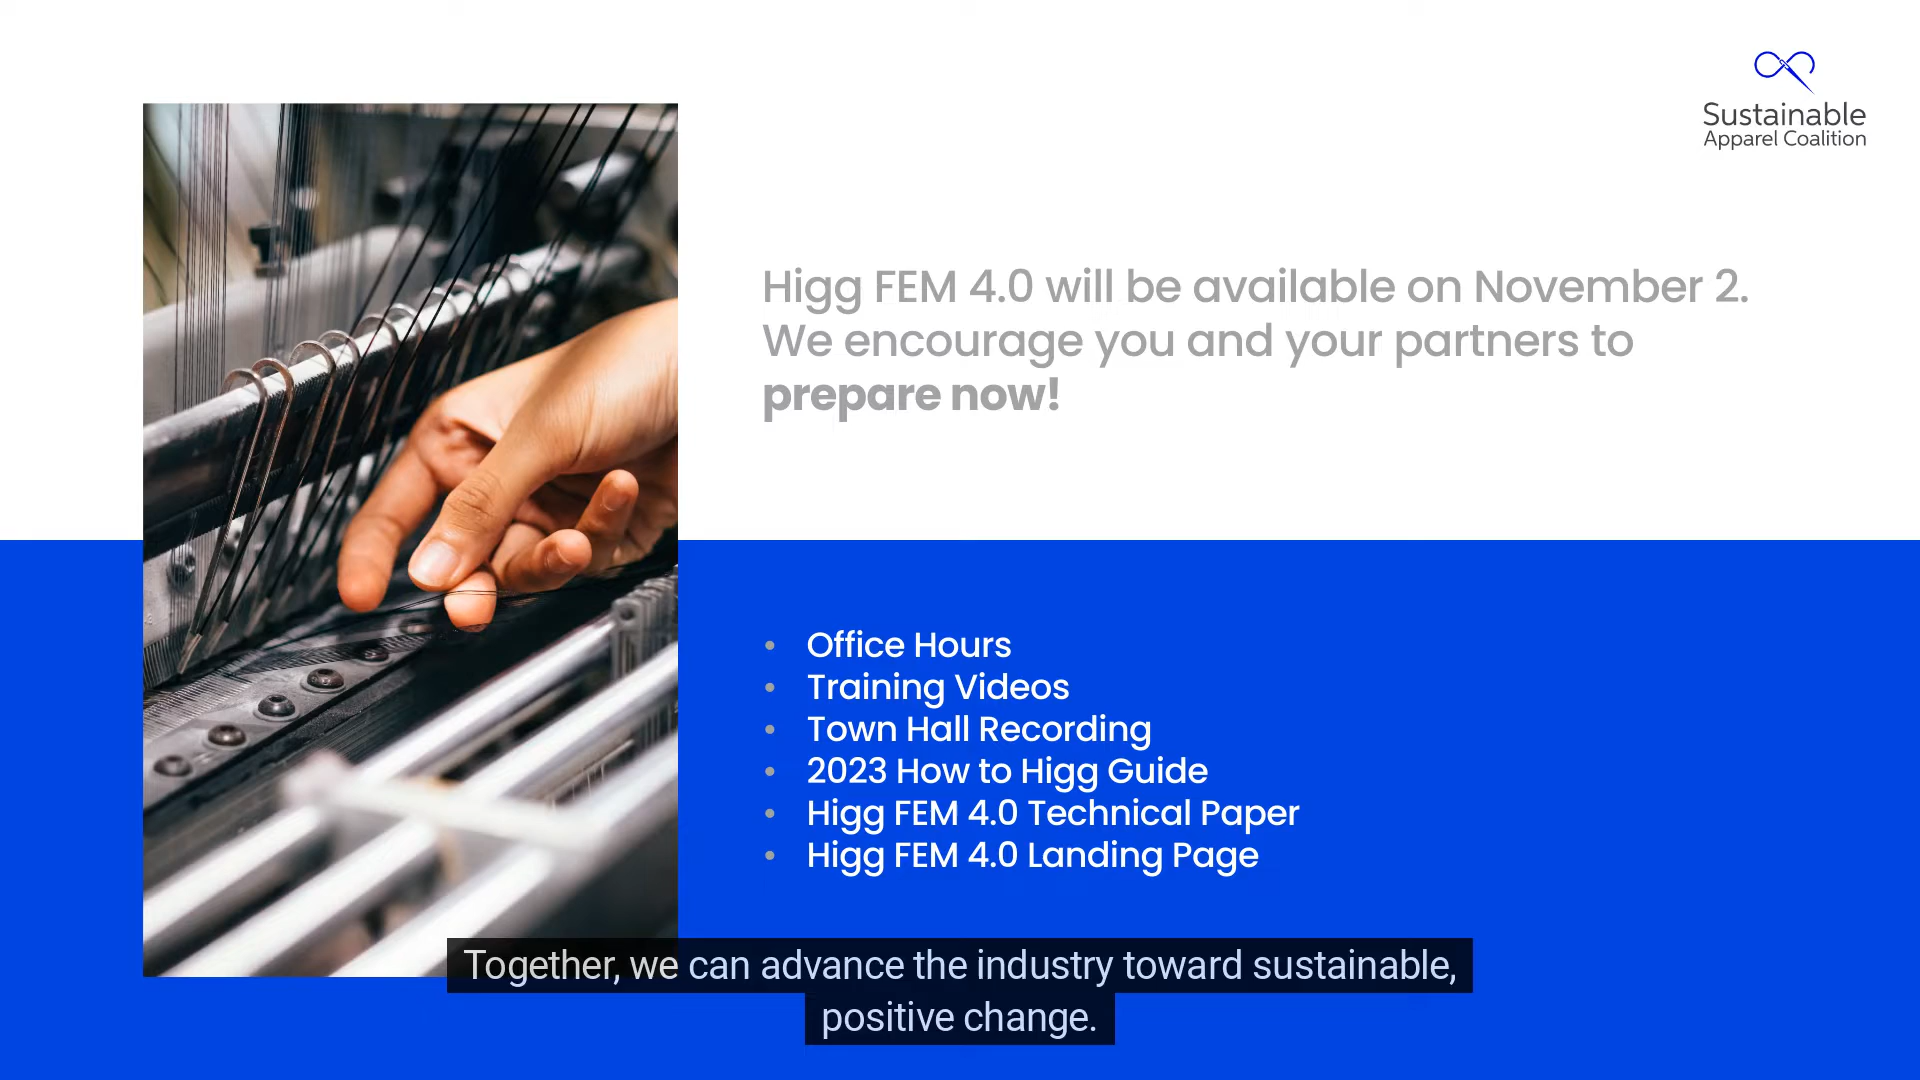 Sustainable
Apparel Coalition
Higg FEM 4.0 will be available on November 2.
We encourage you and your partners to
prepare now!
• Office Hours
• Training Videos
• Town Hall Recording
• 2023 How to Higg Guide
• Higg FEM 4.0 Technical Paper
• Higg FEM 4.0 Landing Page
Together, we can advance the industry toward sustainable,
positive change.